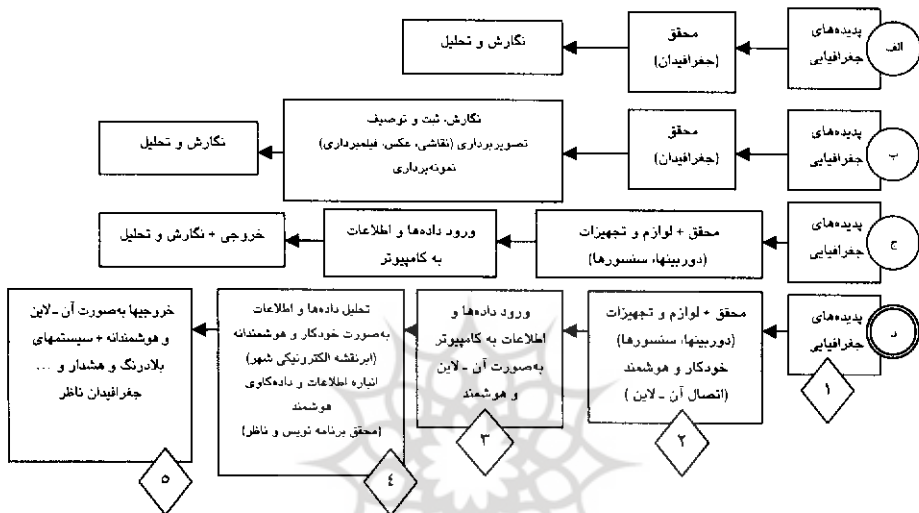 الف
پدیده‌های
جغرافیایی
محقق
(جغرافیدان)
نگارش و تحلیل
ب
پدیده‌های
جغرافیایی
محقق
(جغرافیدان)
نگارش، ثبت و توصیف
تصویربرداری (نقاشی، عکس، فیلمبرداری)
نمونه‌برداری
نگارش و تحلیل
ج
پدیده‌های
جغرافیایی
محقق + لوازم و تجهیزات
(دوربینها، سنسورها)
ورود داده‌ها و اطلاعات
به کامپیوتر
خروجی + نگارش و تحلیل
د
پدیده‌های
جغرافیایی
۱
محقق + لوازم و تجهیزات
(دوربینها، سنسورها)
خودکار و هوشمند
(اتصال آن ـ لاین )
۲
ورود داده‌ها و
اطلاعات به کامپیوتر
به‌صورت آن ـ لاین
و هوشمند
۳
تحلیل داده‌ها و اطلاعات
به‌صورت خودکار و هوشمندانه
(ابرنقشه الکترونیکی شهر)
انباره اطلاعات و داده‌کاوی
هوشمند
(محقق برنامه نویس و ناظر)
٤
خروجیها به‌صورت آن ـ لاین
و هوشمندانه + سیستمهای
بلادرنگ و هشدار و ...
جغرافیدان ناظر
۵